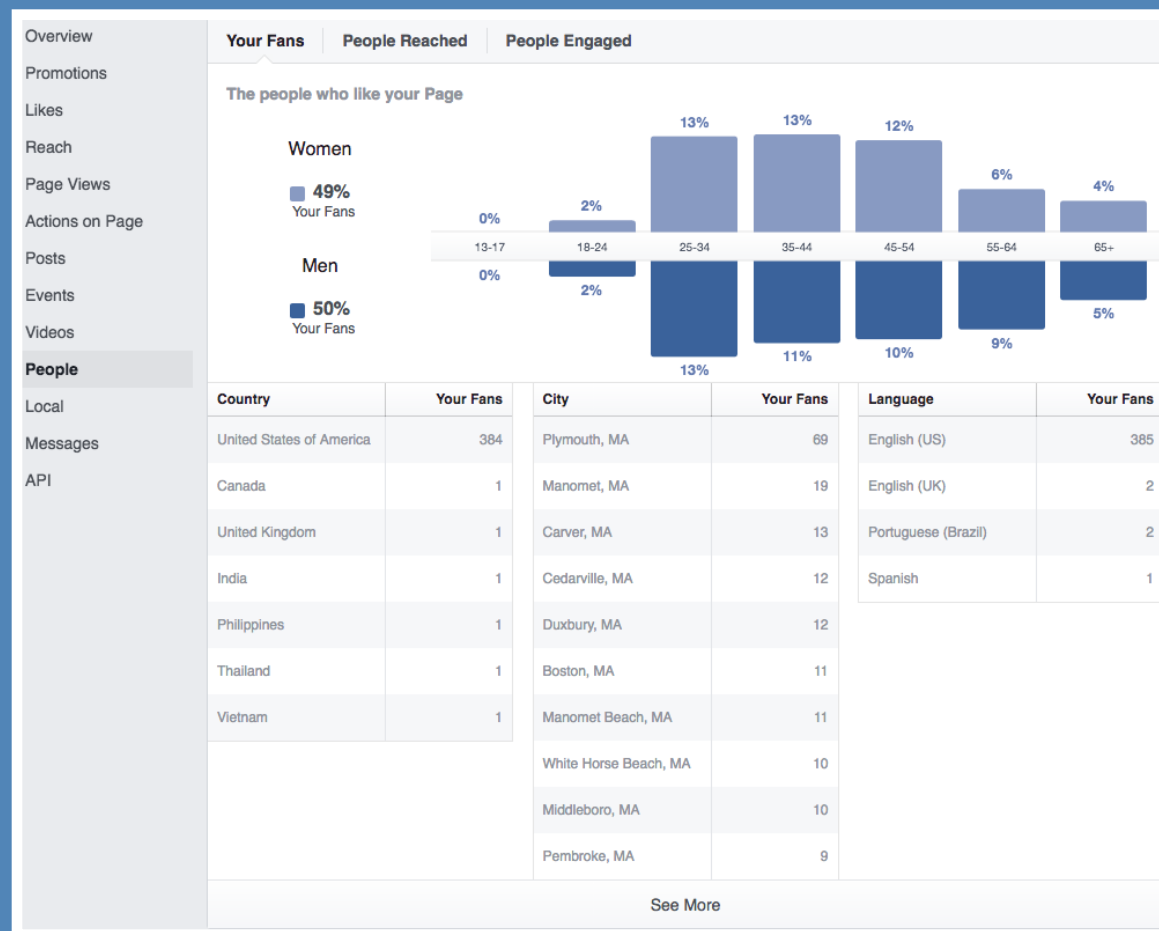 Overview
Promotions
Likes
Reach
Page Views
Actions on Page
Posts
Events
Videos
People
Local
Messages
API
Your Fans People Reached People Engaged
The people who like your Page
Women
49%
Your Fans
Men
50%
Your Fans
0% 2% 13% 13% 12% 6% 4%
13-17 18-24 25-34 35-44 45-54 55-64 65+
0% 2% 13% 11% 10% 9% 5%
Country Your Fans
United States of America 384
Canada 1
United Kingdom 1
India 1
Philippines 1
Thailand 1
Vietnam 1
City Your Fans
Plymouth, MA 69
Manomet, MA 19
Carver, MA 13
Cedarville, MA 12
Duxbury, MA 12
Boston, MA 11
Manomet Beach, MA 11
White Horse Beach, MA 10
Middleboro, MA 10
Pembroke, MA 9
Language Your Fans
English (US) 385
English (UK) 2
Portuguese (Brazil) 2
Spanish 1
See More